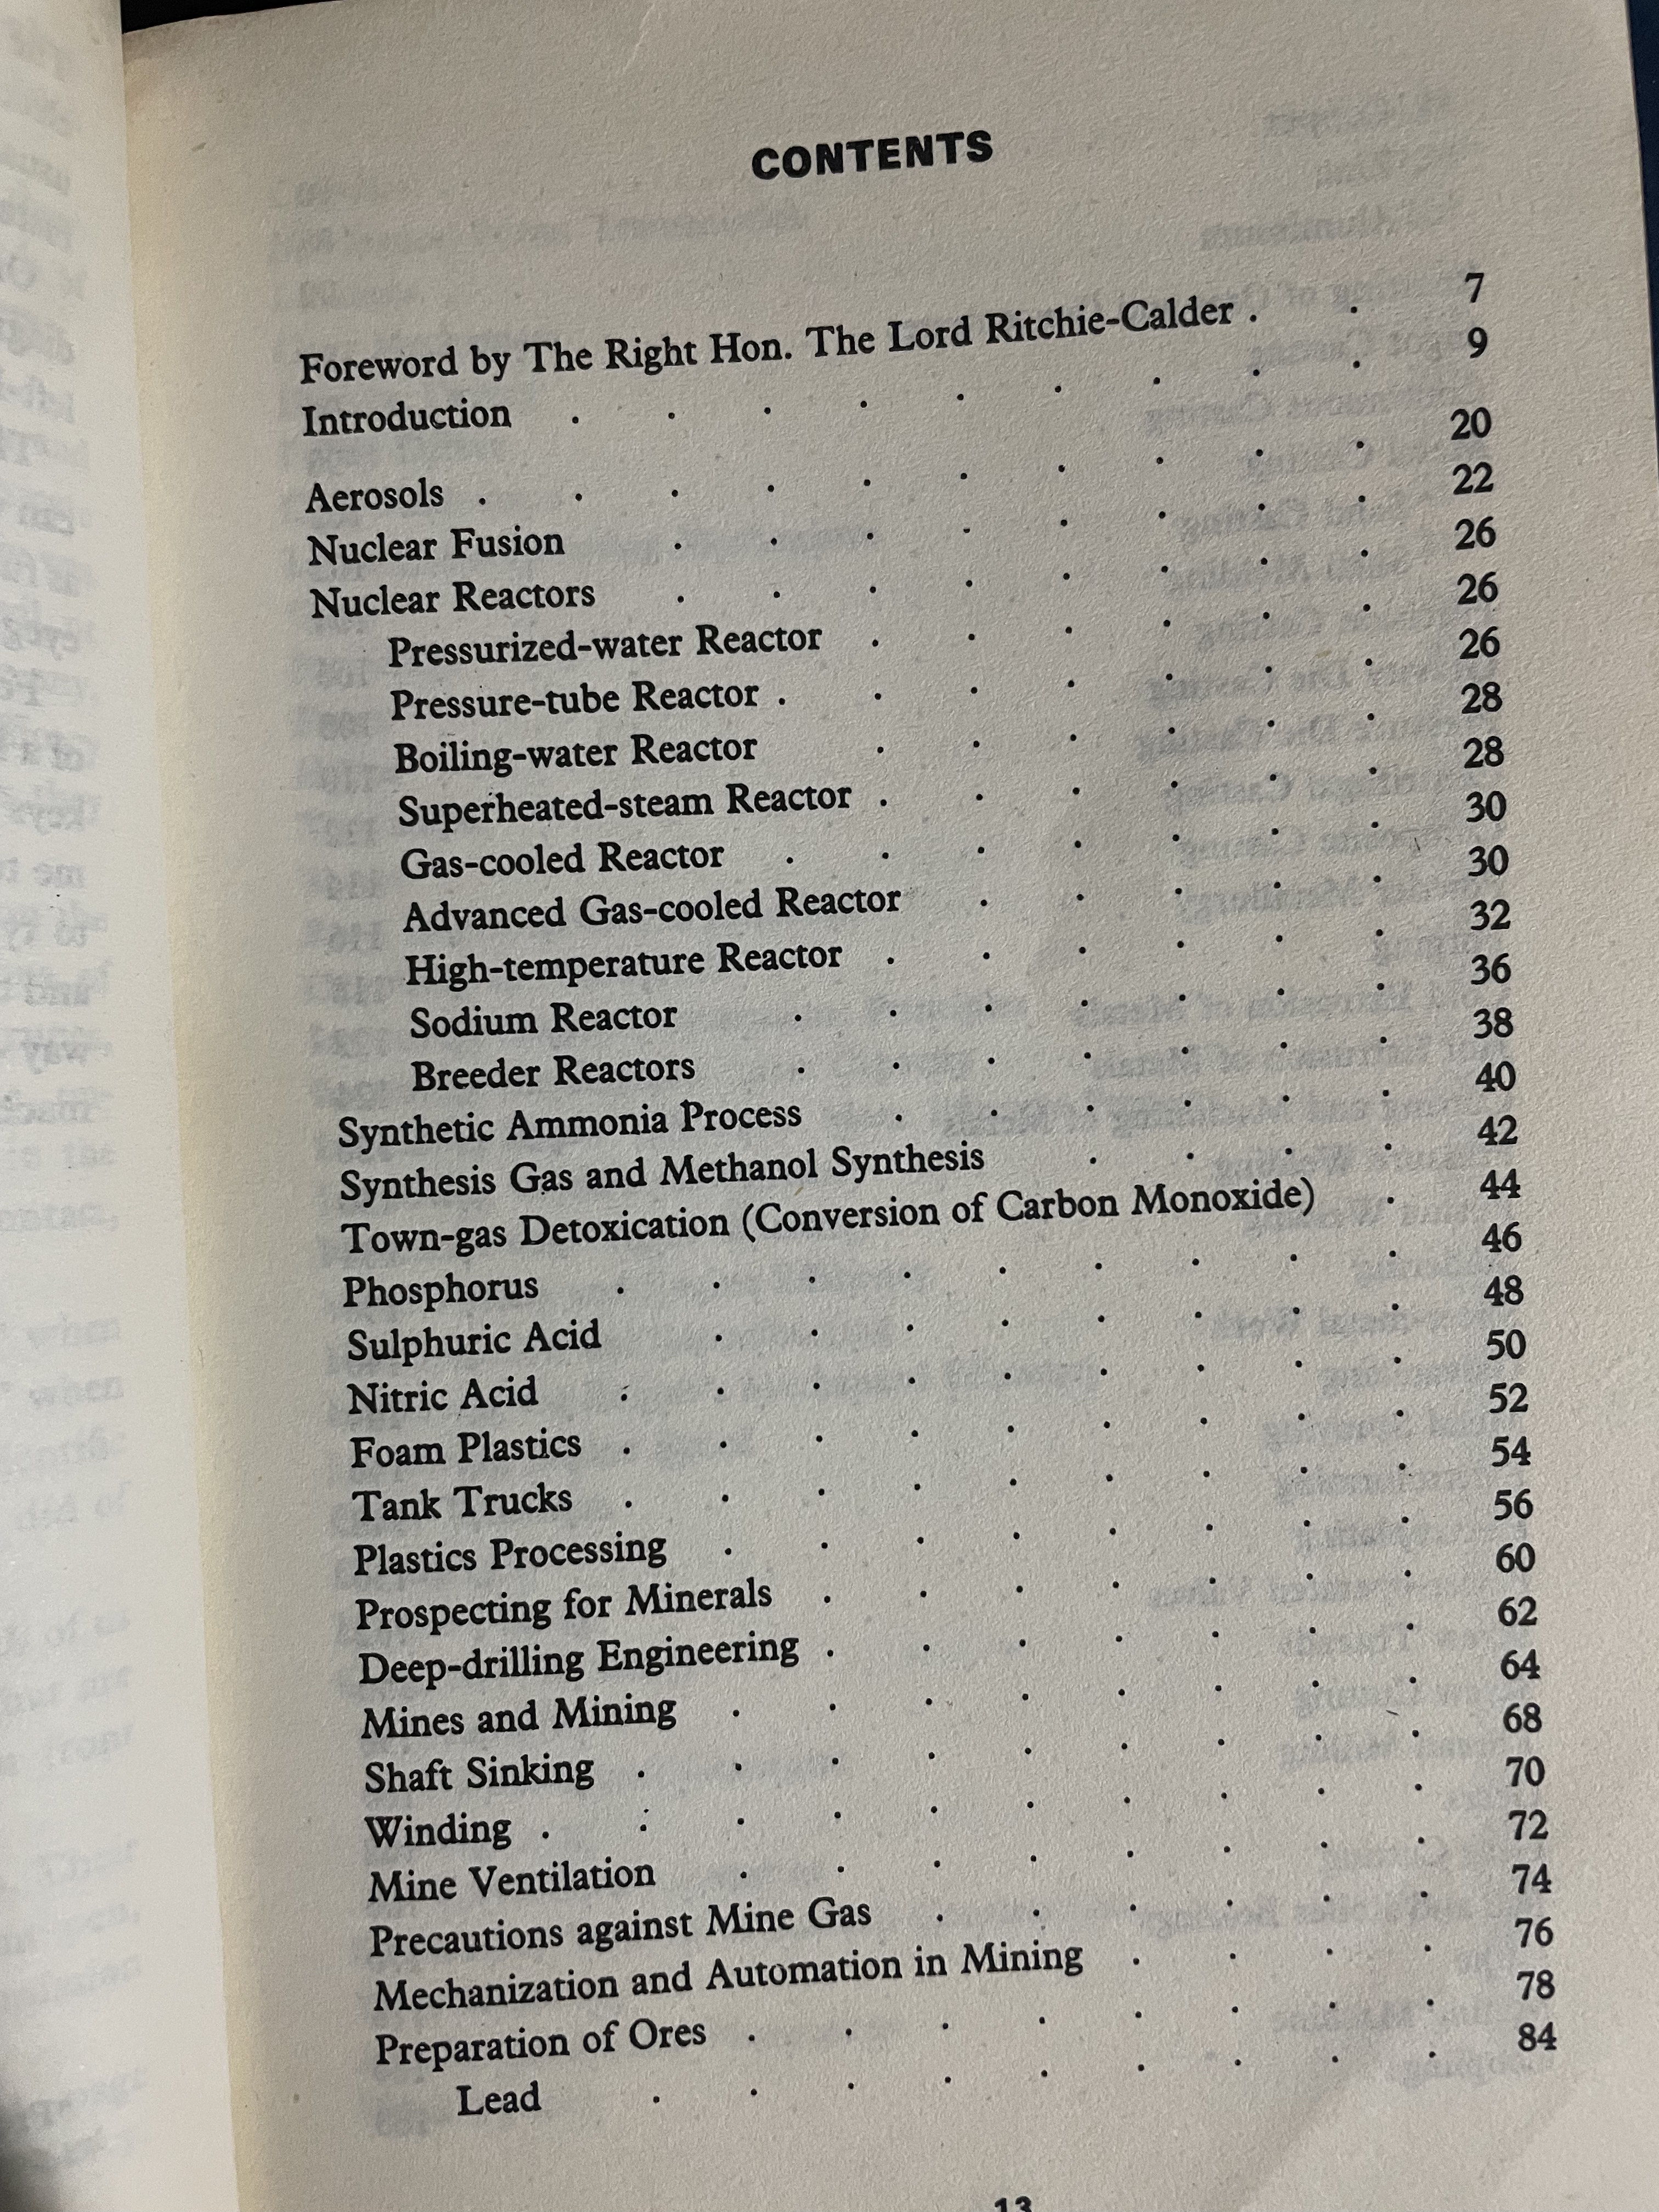 CONTENTS
Foreword by The Right Hon. The Lord Ritchie-Calder . . 7
Introduction . . . . . . . . . 9
Aerosols . . . . . . . . . . 20
Nuclear Fusion . . . . . . . . 22
Nuclear Reactors . . . . . . . . 26
Pressurized-water Reactor . . . . . . 26
Pressure-tube Reactor . . . . . . . 26
Boiling-water Reactor . . . . . . 28
Superheated-steam Reactor . . . . . . 28
Gas-cooled Reactor . . . . . . . 30
Advanced Gas-cooled Reactor . . . . . 30
High-temperature Reactor . . . . . . 32
Sodium Reactor . . . . . . . 36
Breeder Reactors . . . . . . . 38
Synthetic Ammonia Process . . . . . . 40
Synthesis Gas and Methanol Synthesis . . . . 42
Town-gas Detoxication (Conversion of Carbon Monoxide) . 44
Phosphorus . . . . . . . . . 46
Sulphuric Acid . . . . . . . . 48
Nitric Acid . . . . . . . . . 50
Foam Plastics . . . . . . . . . 52
Tank Trucks . . . . . . . . . 54
Plastics Processing . . . . . . . . 56
Prospecting for Minerals . . . . . . . 60
Deep-drilling Engineering . . . . . . . 62
Mines and Mining . . . . . . . . 64
Shaft Sinking . . . . . . . . . 68
Winding . . . . . . . . . . 70
Mine Ventilation . . . . . . . . 72
Precautions against Mine Gas . . . . . . 74
Mechanization and Automation in Mining . . . . 76
Preparation of Ores . . . . . . . . 78
Lead . . . . . . . . . 84
13